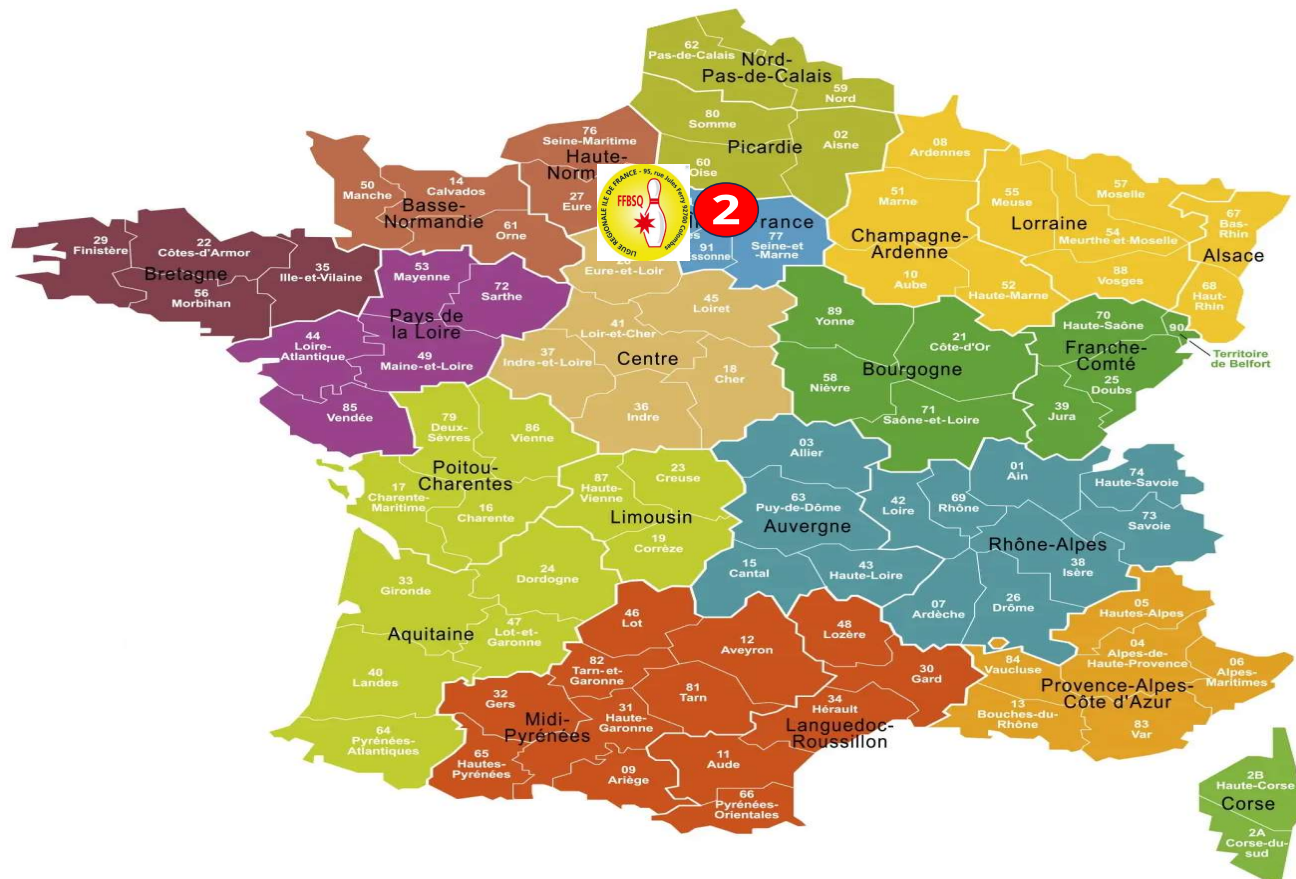 62
Pas-de-Calais
Nord-
Pas-de-Calais
59
Nord
80
Somme
02
Aisne
Picardie
60
Oise
76
Seine-Maritime
Haute-
27
Eure
08
Ardennes
51
Marne
55
Meuse
57
Moselle
Lorraine
54
Meurthe-et-Moselle
67
Bas-
Rhin
Alsace
88
Vosges
68
Haut-
Rhin
Champagne-
Ardenne
10
Aube
52
Haute-Marne
50
Manche
14
Calvados
Basse-
Normandie
61
Orne
LIGUE REGIONALE ILE DE FRANCE - 95, rue Jules Ferry 92700 Colombes
FFBSQ
2
France
91
77
Seine-et
-Marne
29
Finistère
22
Côtes-d'Armor
35
Ille-et-Vilaine
Bretagne
56
Morbihan
53
Mayenne
72
Sarthe
Pays de
la Loire
44
Loire-
Atlantique
49
Maine-et-Loire
85
Vendée
Eure-et-Loir
45
Loiret
41
Loir-et-Cher
37
Indre-et-Loire
Centre
18
Cher
36
Indre
89
Yonne
21
Côte-d'Or
58
Nièvre
Bourgogne
71
Saône-et-Loire
70
Haute-Saône
90
Territoire
de Belfort
Franche-
Comté
25
Doubs
39
Jura
79
Deux-
Sèvres
86
Vienne
Poitou-
Charentes
17
Charente-
Maritime
16
Charente
87
Haute-
Vienne
23
Creuse
Limousin
19
Corrèze
03
Allier
63
Puy-de-Dôme
Auvergne
15
Cantal
43
Haute-Loire
42
Loire
69
Rhône
01
Ain
74
Haute-Savoie
73
Savoie
Rhône-Alpes
38
Isère
07
Ardèche
26
Drôme
33
Gironde
24
Dordogne
Aquitaine
47
Lot-et-
Garonne
40
Landes
64
Pyrénées-
Atlantiques
46
Lot
12
Aveyron
82
Tarn-et-
Garonne
32
Gers
81
Tarn
31
Haute-
Garonne
Midi-
Pyrénées
65
Hautes-
Pyrénées
09
Ariège
48
Lozère
30
Gard
34
Hérault
Languedoc-
Roussillon
11
Aude
66
Pyrénées-
Orientales
05
Hautes-Alpes
04
Alpes-de-
Haute-Provence
06
Alpes-
Maritimes
84
Vaucluse
Provence-Alpes-
Côte d'Azur
13
Bouches-du-
Rhône
83
Var
2B
Haute-Corse
Corse
2A
Corse-du-
sud